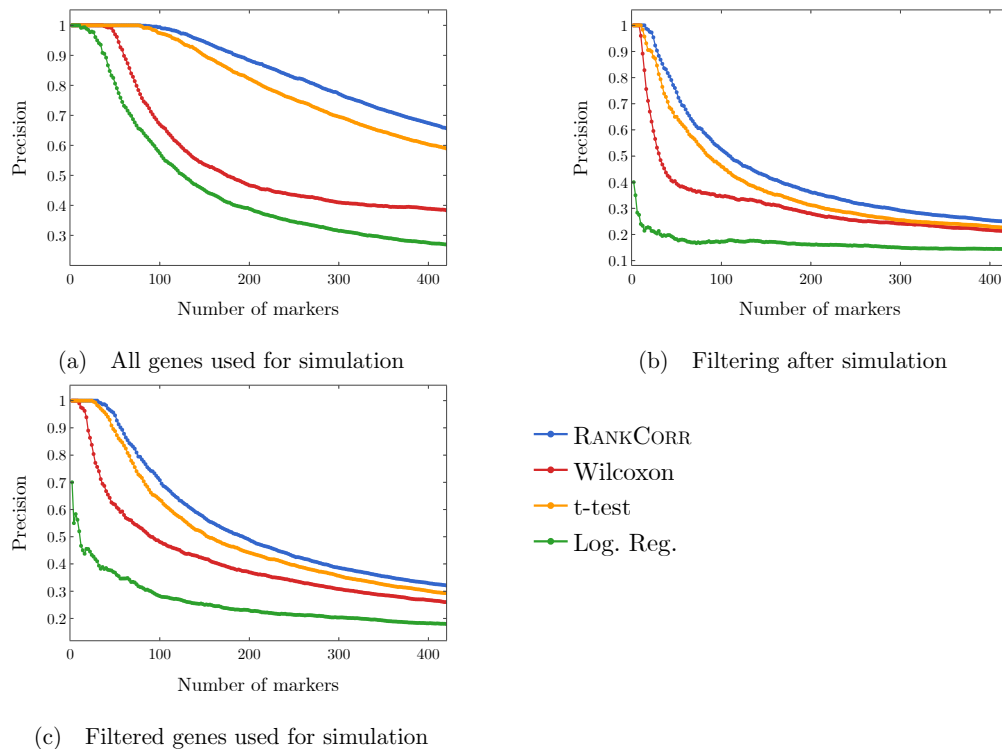 1
0.9
0.8
0.7
0.6
0.5
0.4
0.3
Precision
0 100 200 300 400
Number of markers
(a) All genes used for simulation
1
0.9
0.8
0.7
0.6
0.5
0.4
0.3
0.2
0.1
Precision
0 100 200 300 400
Number of markers
(b) Filtering after simulation
1
0.9
0.8
0.7
0.6
0.5
0.4
0.3
0.2
Precision
0 100 200 300 400
Number of markers
(c) Filtered genes used for simulation
RANKCORR
Wilcoxon
t-test
Log. Reg.